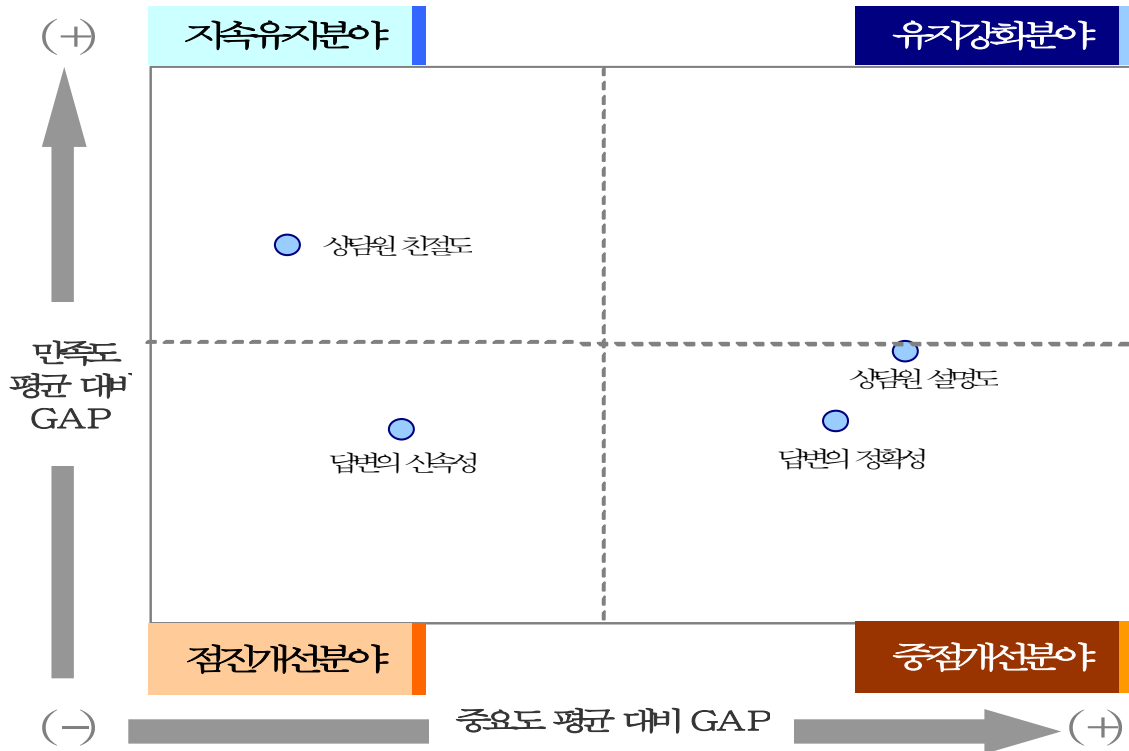 (+)
지속유지분야
유지강화분야
상담원 친절도
만족도
평균 대비
GAP
상담원 설명도
답변의 신속성
답변의 정확성
점진개선분야
중점개선분야
(-)
중요도 평균 대비 GAP
(+)